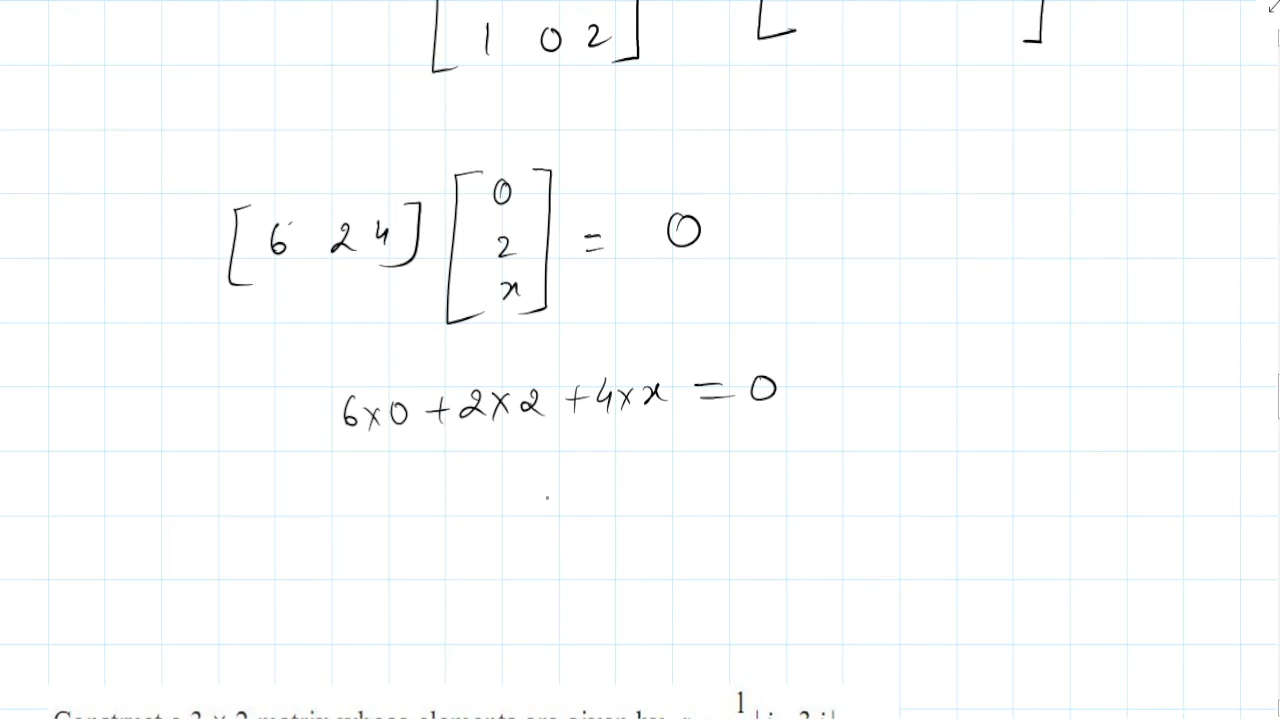 [1 0 2] [ ]
[6 2 4] [0 2 x] = 0
6×0 + 2×2 + 4×x = 0